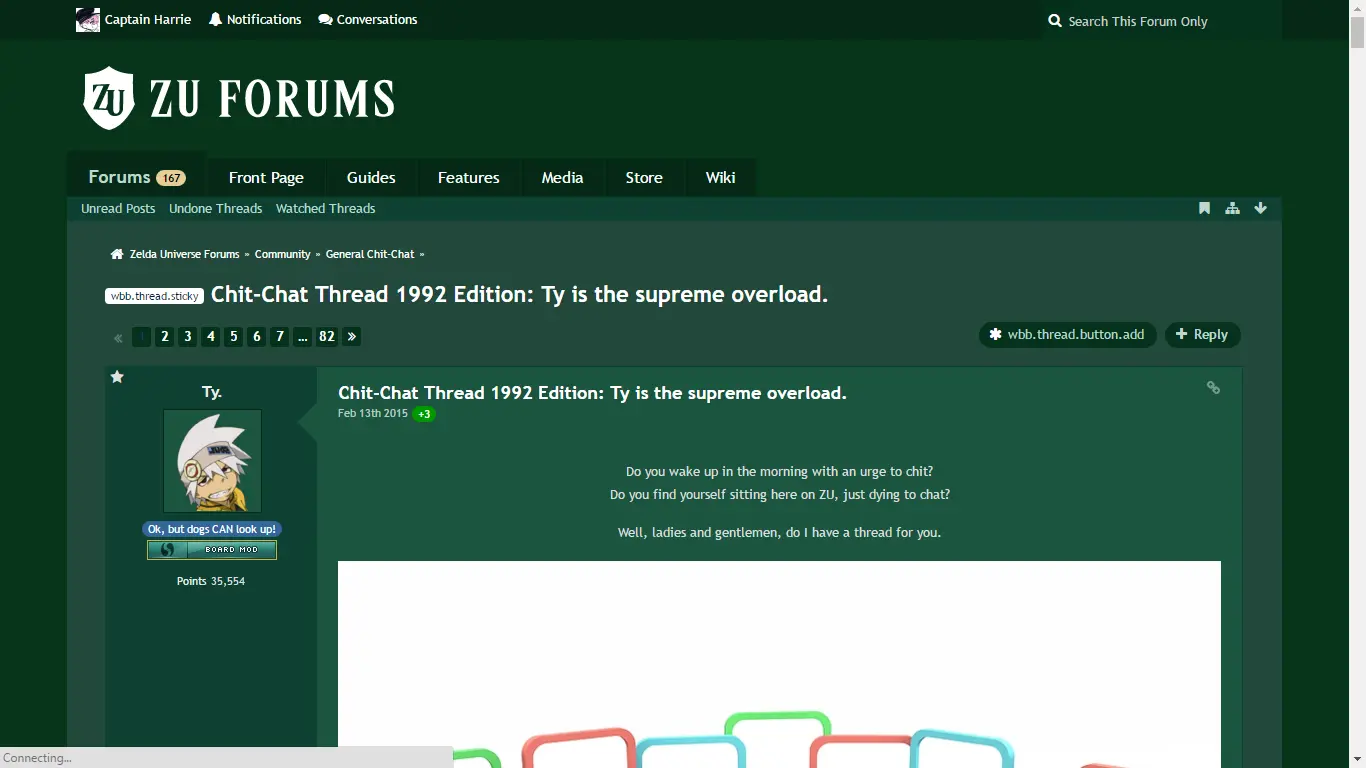 Captain Harrie Notifications Conversations Search This Forum Only
ZU ZU FORUMS
Forums 167 Front Page Guides Features Media Store Wiki
Unread Posts Undone Threads Watched Threads
Zelda Universe Forums » Community » General Chit-Chat »
wbb.thread.sticky Chit-Chat Thread 1992 Edition: Ty is the supreme overload.
« 1 2 3 4 5 6 7 ... 82 » wbb.thread.button.add Reply
Ty.
Chit-Chat Thread 1992 Edition: Ty is the supreme overload.
Feb 13th 2015 +3
Do you wake up in the morning with an urge to chit?
Do you find yourself sitting here on ZU, just dying to chat?
Well, ladies and gentlemen, do I have a thread for you.
Ok, but dogs CAN look up!
BOARD MOD
Points 35,554
Connecting...